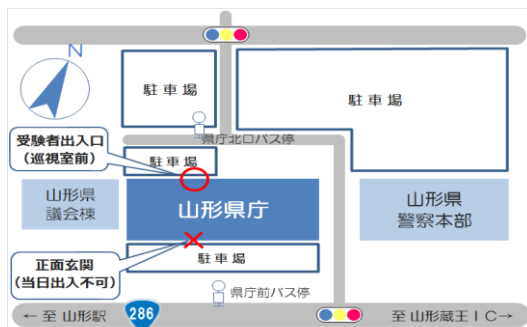 N
駐車場
駐車場
受験者出入口
(巡視室前)
県庁北口バス停
駐車場
山形県
議会棟
山形県庁
山形県
警察本部
正面玄関
(当日出入不可)
駐車場
県庁前バス停
← 至 山形駅
286
至 山形蔵王 I C→